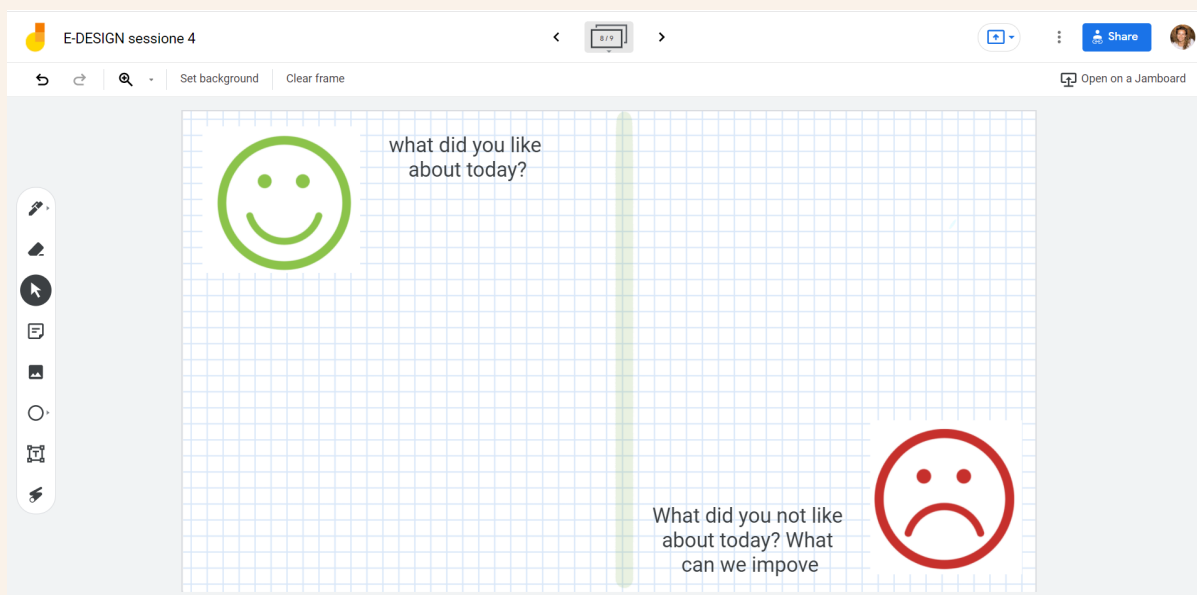 E-DESIGN sessione 4
8 / 9
Share
Set background
Clear frame
Open on a Jamboard
what did you like
about today?
What did you not like
about today? What
can we impove